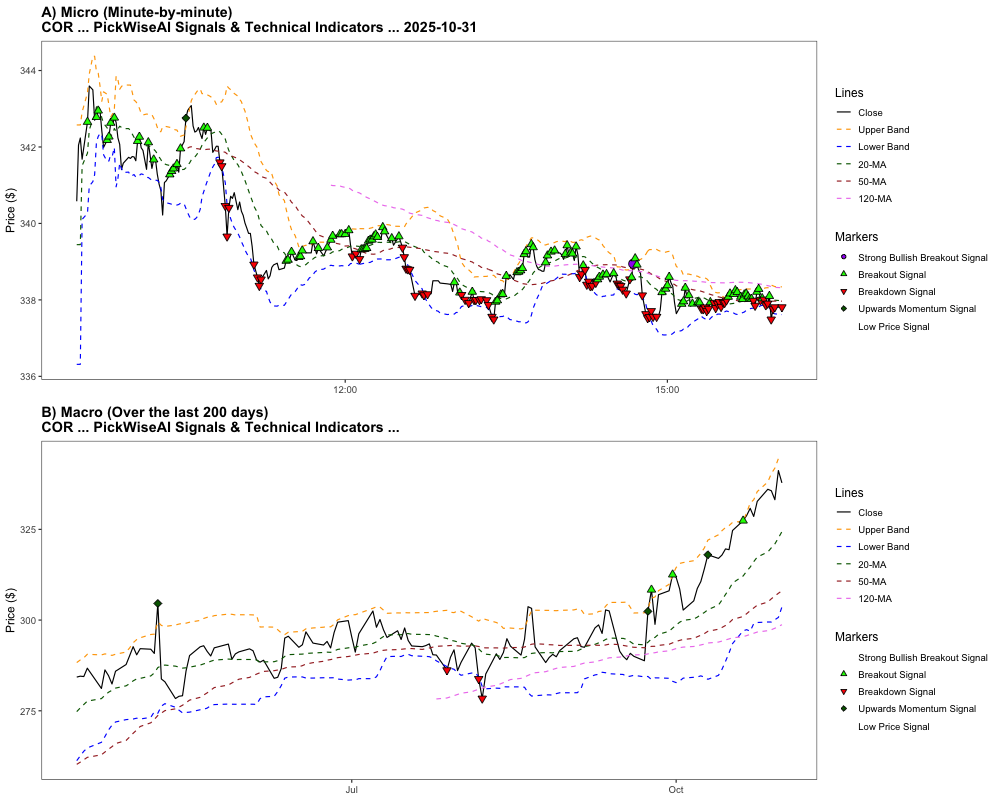 A) Micro (Minute-by-minute)
COR ... PickWiseAI Signals & Technical Indicators ... 2025-10-31
Price ($)
344
342
340
338
336
12:00
15:00
Lines
Close
Upper Band
Lower Band
20-MA
50-MA
120-MA
Markers
Strong Bullish Breakout Signal
Breakout Signal
Breakdown Signal
Upwards Momentum Signal
Low Price Signal
B) Macro (Over the last 200 days)
COR ... PickWiseAI Signals & Technical Indicators ...
Price ($)
325
300
275
Jul
Oct
Lines
Close
Upper Band
Lower Band
20-MA
50-MA
120-MA
Markers
Strong Bullish Breakout Signal
Breakout Signal
Breakdown Signal
Upwards Momentum Signal
Low Price Signal